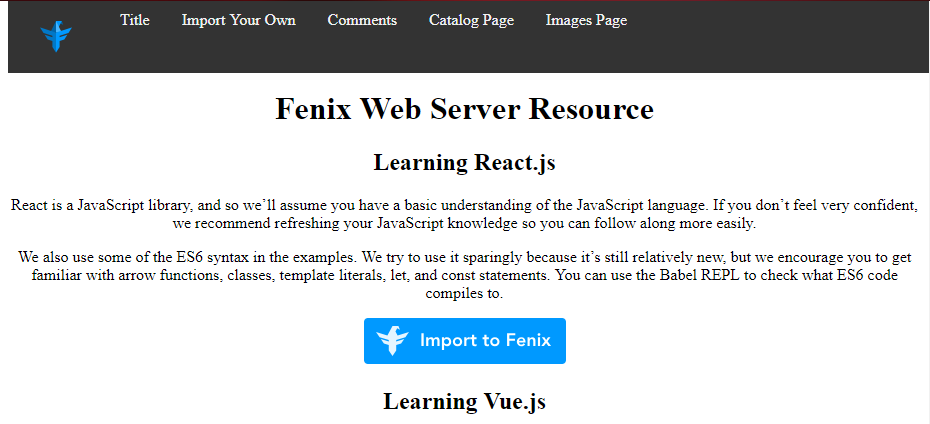 Title Import Your Own Comments Catalog Page Images Page
Fenix Web Server Resource
Learning React.js
React is a JavaScript library, and so we’ll assume you have a basic understanding of the JavaScript language. If you don’t feel very confident,
we recommend refreshing your JavaScript knowledge so you can follow along more easily.
We also use some of the ES6 syntax in the examples. We try to use it sparingly because it’s still relatively new, but we encourage you to get
familiar with arrow functions, classes, template literals, let, and const statements. You can use the Babel REPL to check what ES6 code
compiles to.
Import to Fenix
Learning Vue.js